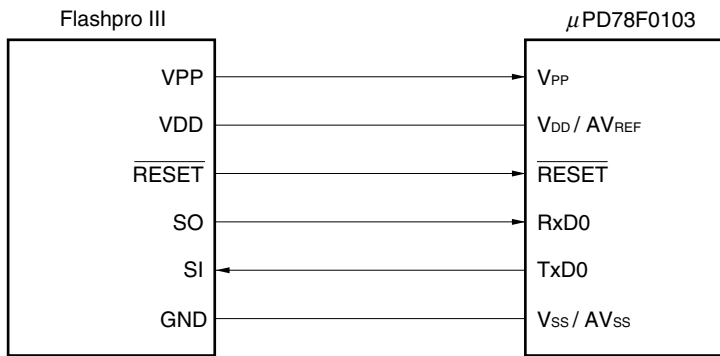 Flashpro III
μPD78F0103
VPP
VPP
VDD
VDD / AVREF
RESET
RESET
SO
RxD0
SI
TxD0
GND
VSS / AVSS